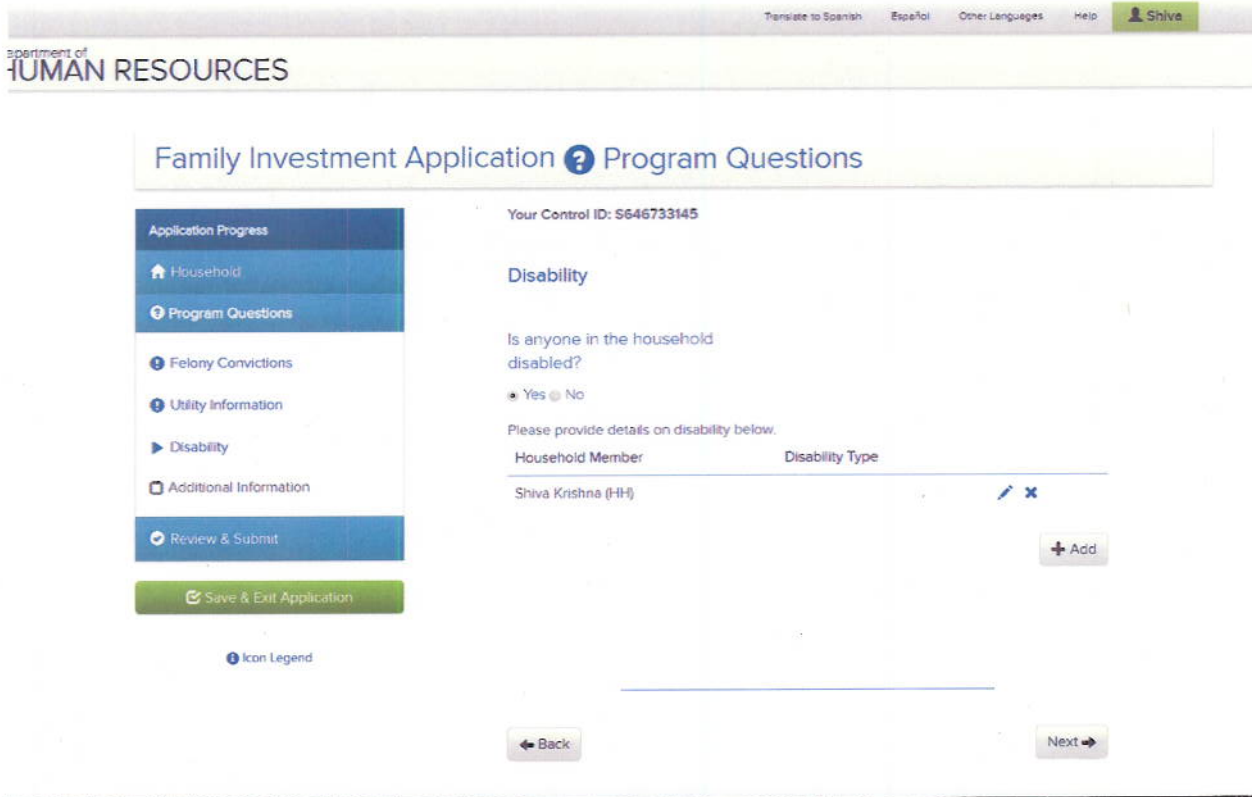 Translate to Spanish Español Other Languages Help Shiva
epartment of
HUMAN RESOURCES
Family Investment Application ? Program Questions
Your Control ID: S646733145
Application Progress
Household
Program Questions
Felony Convictions
Utility Information
Disability
Additional Information
Review & Submit
Save & Exit Application
Icon Legend
Disability
Is anyone in the household
disabled?
Yes No
Please provide details on disability below.
Household Member Disability Type
Shiva Krishna (HH)
Add
Back Next